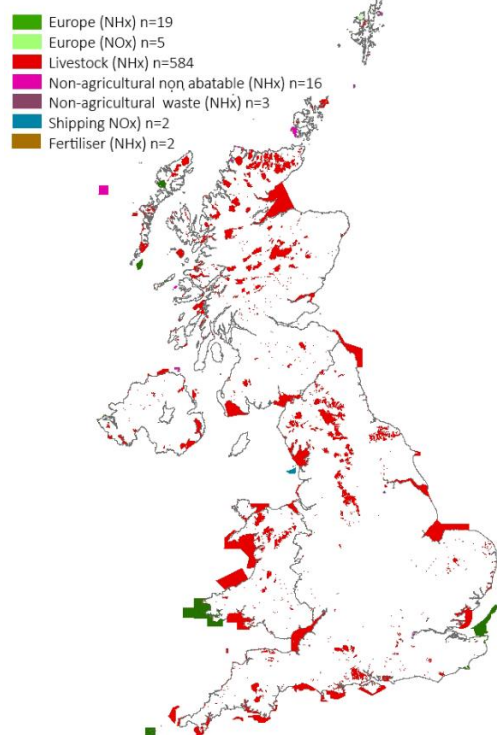 Europe (NHx) n=19
Europe (NOx) n=5
Livestock (NHx) n=584
Non-agricultural non abatable (NHx) n=16
Non-agricultural waste (NHx) n=3
Shipping NOx) n=2
Fertiliser (NHx) n=2